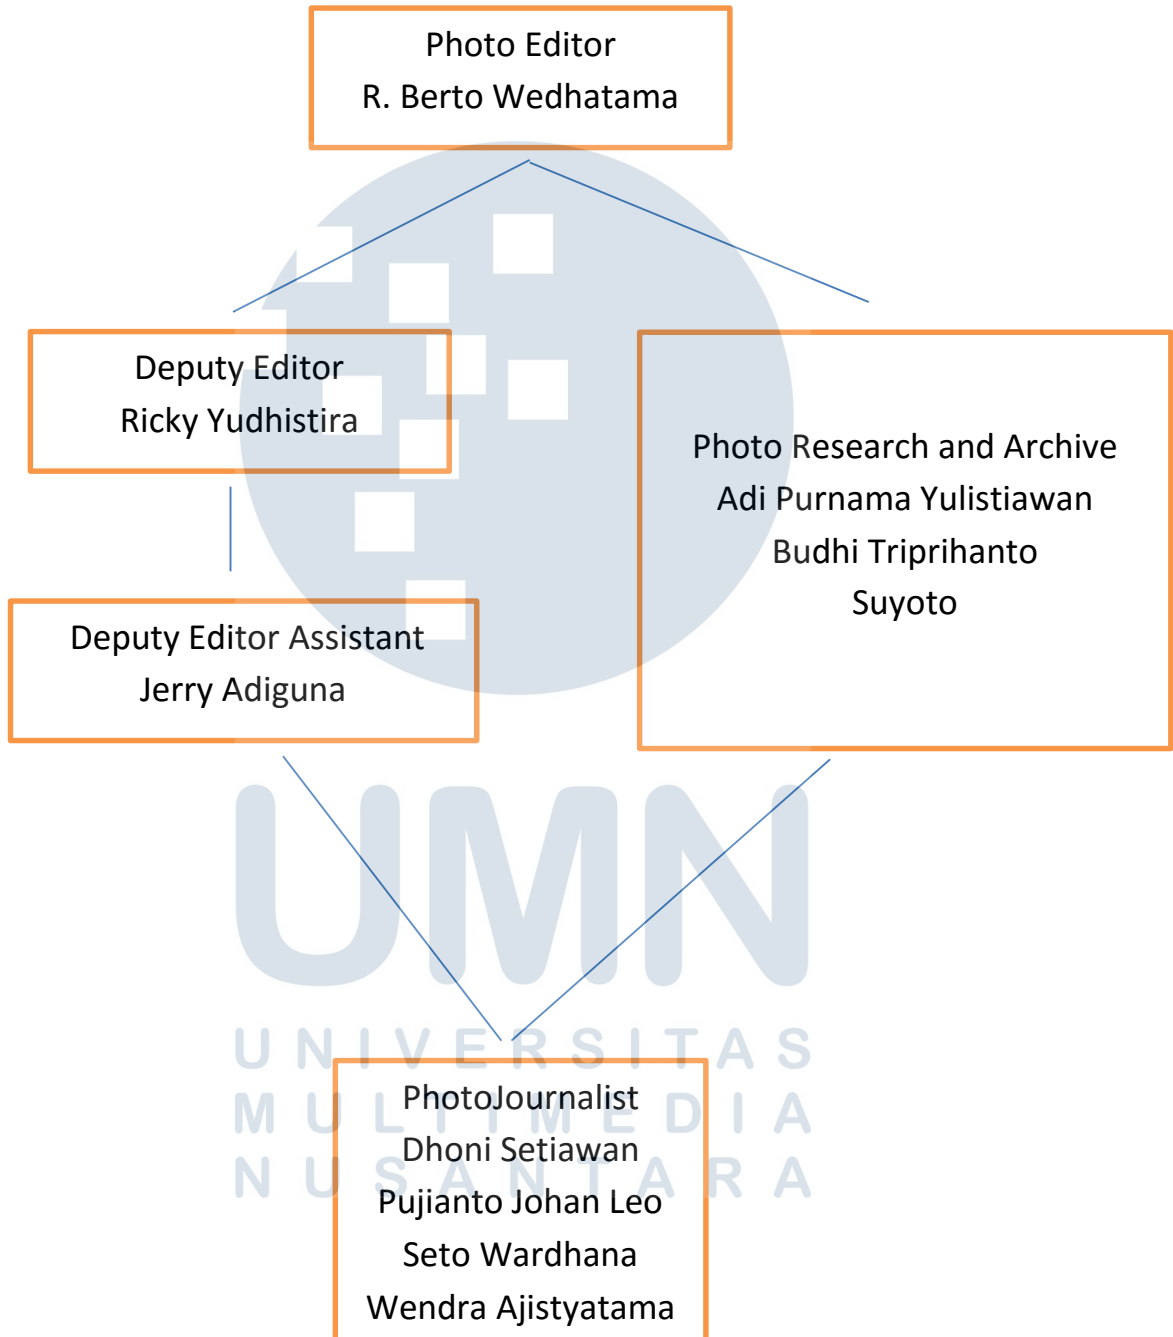 Photo Editor
R. Berto Wedhatama
Deputy Editor
Ricky Yudhistira
Photo Research and Archive
Adi Purnama Yulistiawan
Budhi Triprihanto
Suyoto
Deputy Editor Assistant
Jerry Adiguna
UMN
UNIVERSITAS
MULTIMEDIA
NUSANTARA
PhotoJournalist
Dhoni Setiawan
Pujianto Johan Leo
Seto Wardhana
Wendra Ajistyatama